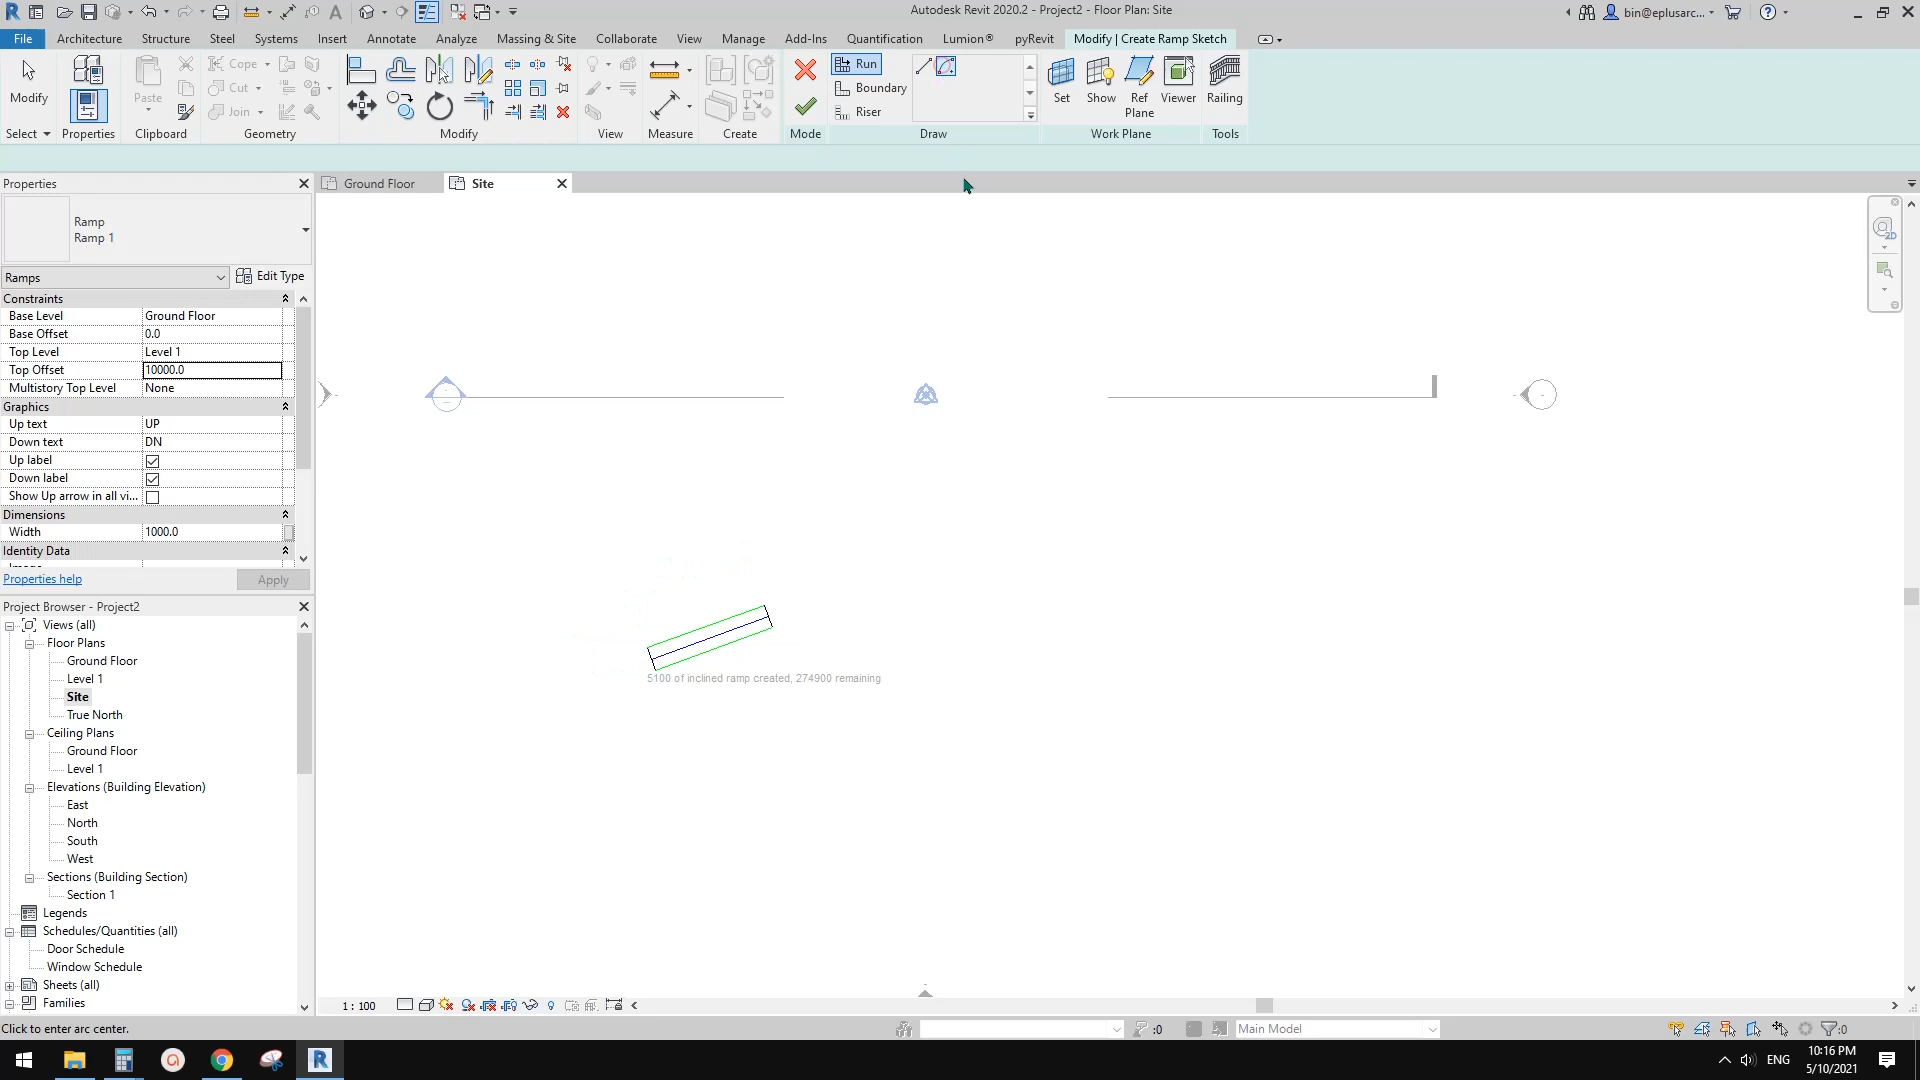 Autodesk Revit 2020.2 - Project2 - Floor Plan: Site
bin@eplusarc...
File Architecture Structure Steel Systems Insert Annotate Analyze Massing & Site Collaborate View Manage Add-Ins Quantification Lumion® pyRevit Modify | Create Ramp Sketch
Cope
Cut
Join
Run
Boundary
Riser
Modify
Paste
Set
Show
Ref
Plane
Viewer
Railing
Select Properties Clipboard Geometry Modify View Measure Create Mode Draw Work Plane Tools
Properties
Ground Floor
Site
Ramp
Ramp 1
Ramps
Edit Type
Constraints
Base Level Ground Floor
Base Offset 0.0
Top Level Level 1
Top Offset 10000.0
Multistory Top Level None
Graphics
Up text UP
Down text DN
Up label
Down label
Show Up arrow in all vi...
Dimensions
Width 1000.0
Identity Data
Properties help
Apply
5100 of inclined ramp created, 274900 remaining
Project Browser - Project2
Views (all)
Floor Plans
Ground Floor
Level 1
Site
True North
Ceiling Plans
Ground Floor
Level 1
Elevations (Building Elevation)
East
North
South
West
Sections (Building Section)
Section 1
Legends
Schedules/Quantities (all)
Door Schedule
Window Schedule
Sheets (all)
Families
1 : 100
Click to enter arc center.
:0
Main Model
:0
ENG
10:16 PM
5/10/2021